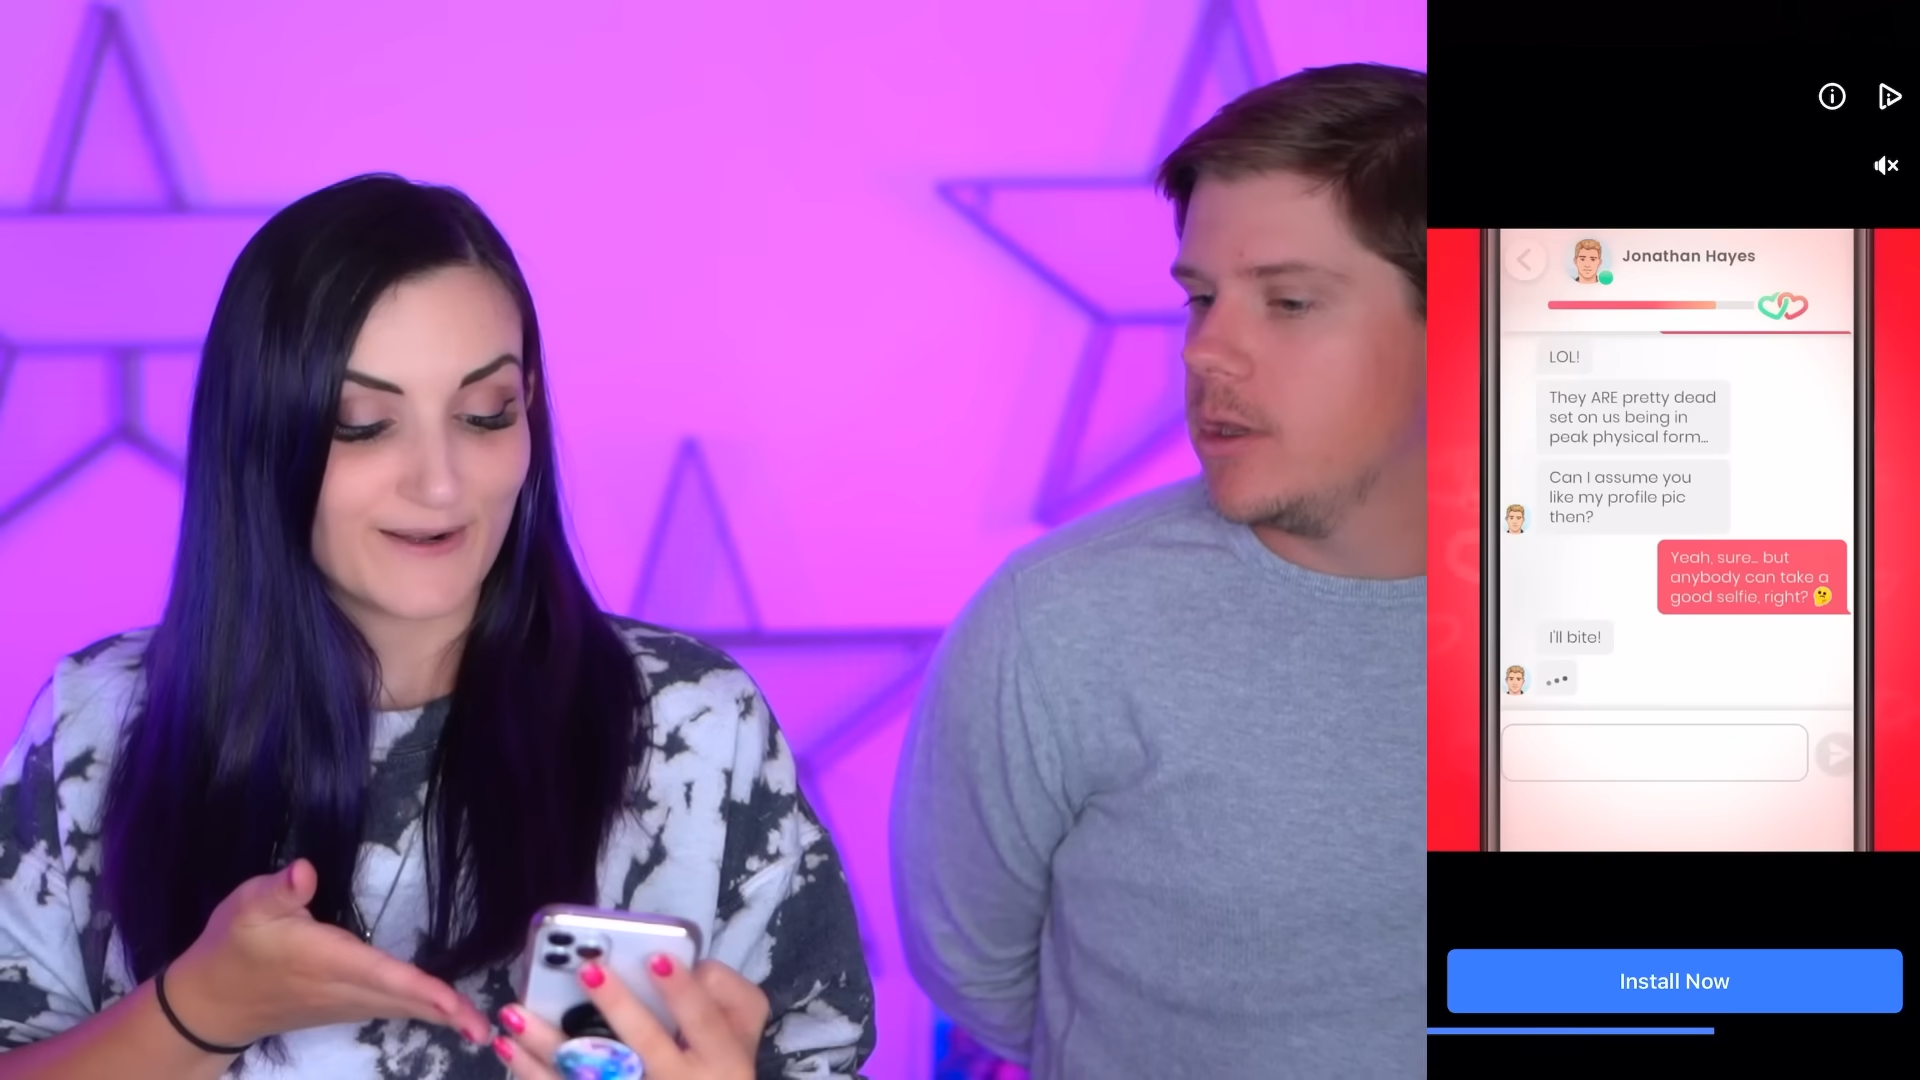 Jonathan Hayes
LOL!
They ARE pretty dead
set on us being in
peak physical form...
Can I assume you
like my profile pic
then?
Yeah, sure... but
anybody can take a
good selfie, right? 🤔
I'll bite!
Install Now